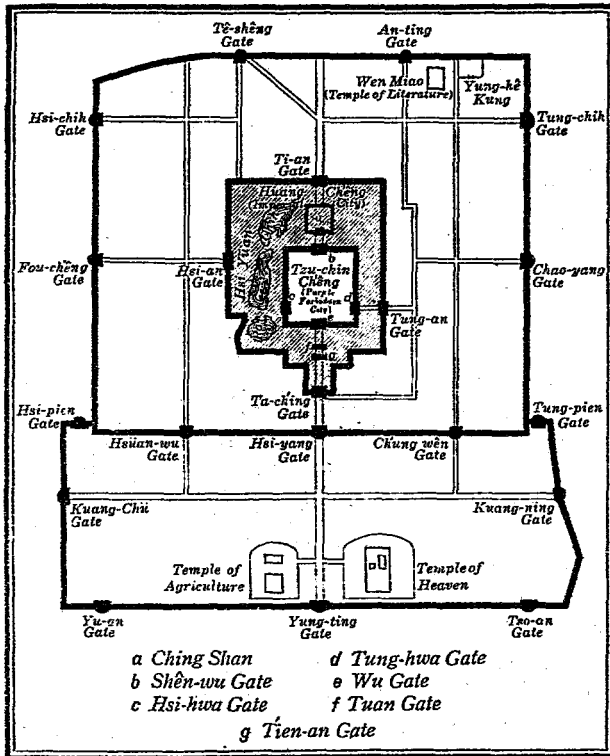 Tê-shêng
Gate
An-ting
Gate
Wen Miao
(Temple of Literature)
Yung-hê
Kung
Hsi-chih
Gate
Tung-chih
Gate
Ti-an
Gate
Huang
Chêng
(Imperial
City)
Hsi Yüan
b
Tzu-chin
Chêng
(Purple
Forbidden
City)
c
d
e
f
Fou-chêng
Gate
Hsi-an
Gate
Chao-yang
Gate
Tung-an
Gate
Ta-ch'ing
Gate
Hsi-pien
Gate
Tung-pien
Gate
Hsüan-wu
Gate
Hsi-yang
Gate
Chung wên
Gate
Kuang-Chü
Gate
Kuang-ning
Gate
Temple of
Agriculture
Temple of
Heaven
Yu-an
Gate
Yung-ting
Gate
Tso-an
Gate
a Ching Shan
b Shên-wu Gate
c Hsi-hwa Gate
d Tung-hwa Gate
e Wu Gate
f Tuan Gate
g T'ien-an Gate